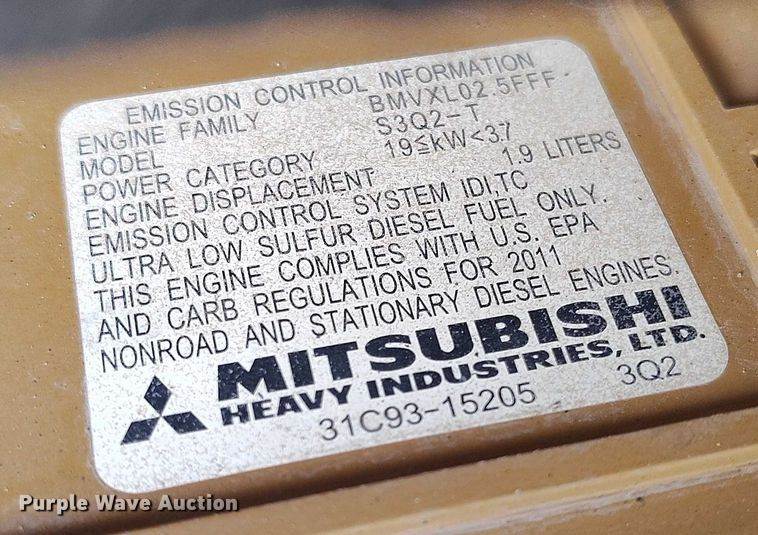 EMISSION CONTROL INFORMATION
ENGINE FAMILY BMVXL02.5FFF
MODEL S3Q2-T
POWER CATEGORY 19≦kW<37
ENGINE DISPLACEMENT 1.9 LITERS
EMISSION CONTROL SYSTEM IDI,TC
ULTRA LOW SULFUR DIESEL FUEL ONLY.
THIS ENGINE COMPLIES WITH U.S. EPA
AND CARB REGULATIONS FOR 2011
NONROAD AND STATIONARY DIESEL ENGINES.
MITSUBISHI
HEAVY INDUSTRIES, LTD.
31C93-15205 3Q2
Purple Wave Auction